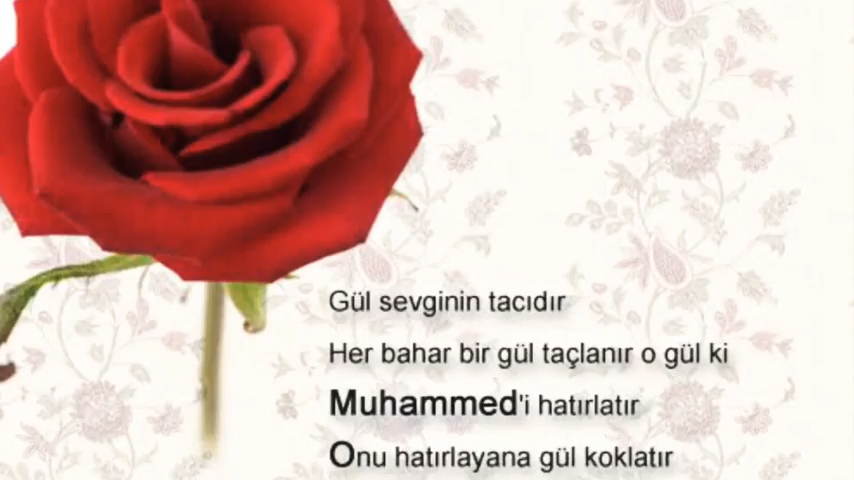 Gül sevginin tacıdır
Her bahar bir gül taçlanır o gül ki
Muhammed'i hatırlatır
Onu hatırlayana gül koklatır